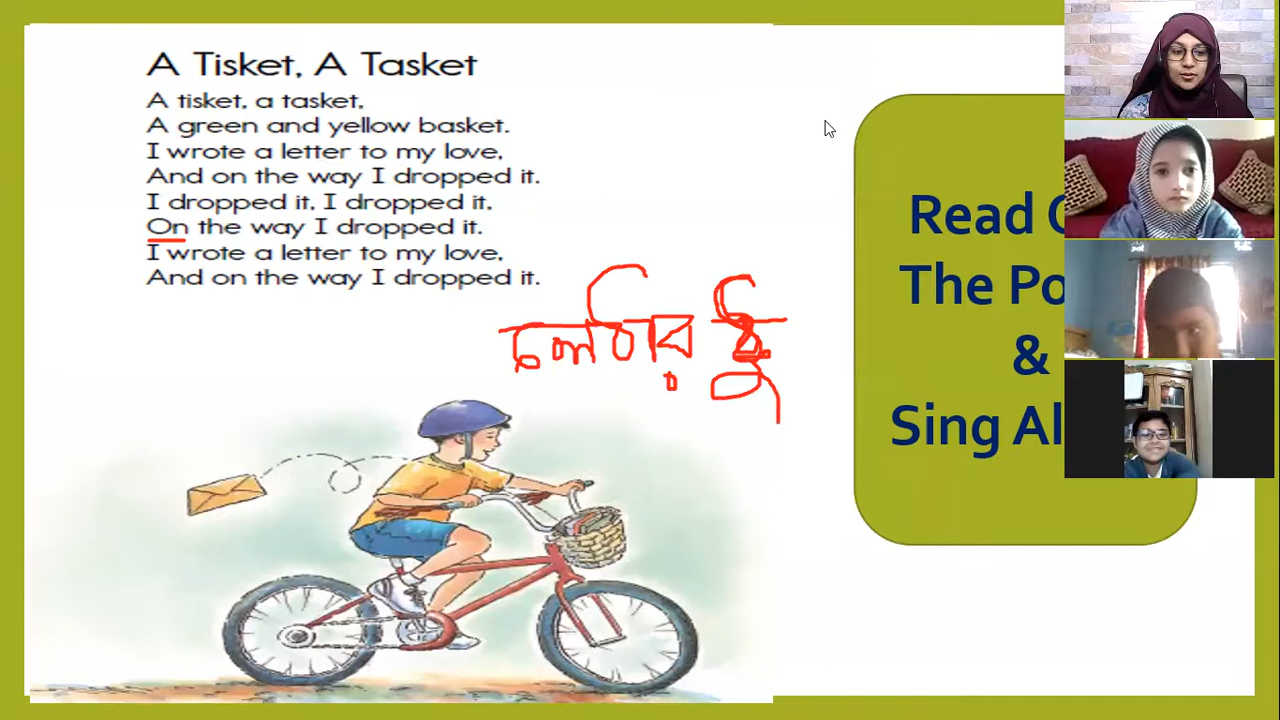 A Tisket, A Tasket
A tisket, a tasket,
A green and yellow basket.
I wrote a letter to my love,
And on the way I dropped it.
I dropped it, I dropped it,
On the way I dropped it.
I wrote a letter to my love,
And on the way I dropped it.
Read
The
&
Sing